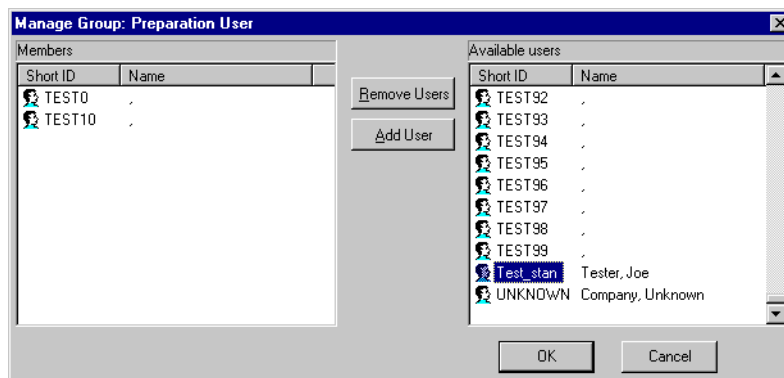 Manage Group: Preparation User
Members
Short ID Name
TEST0 ,
TEST10 ,
Remove Users
Add User
Available users
Short ID Name
TEST92 ,
TEST93 ,
TEST94 ,
TEST95 ,
TEST96 ,
TEST97 ,
TEST98 ,
TEST99 ,
Test_stan Tester, Joe
UNKNOWN Company, Unknown
OK Cancel